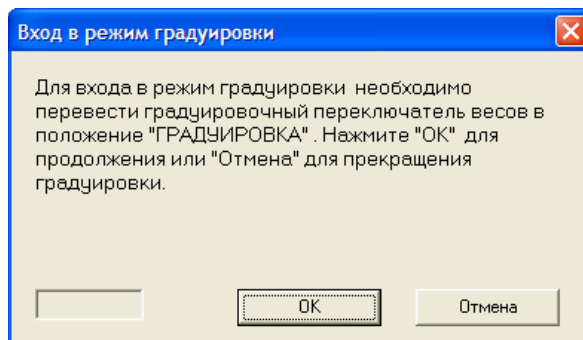 Вход в режим градуировки
Для входа в режим градуировки  необходимо
перевести градуировочный переключатель весов в
положение "ГРАДУИРОВКА" . Нажмите "OK"  для
продолжения или "Отмена" для прекращения
градуировки.
OK
Отмена